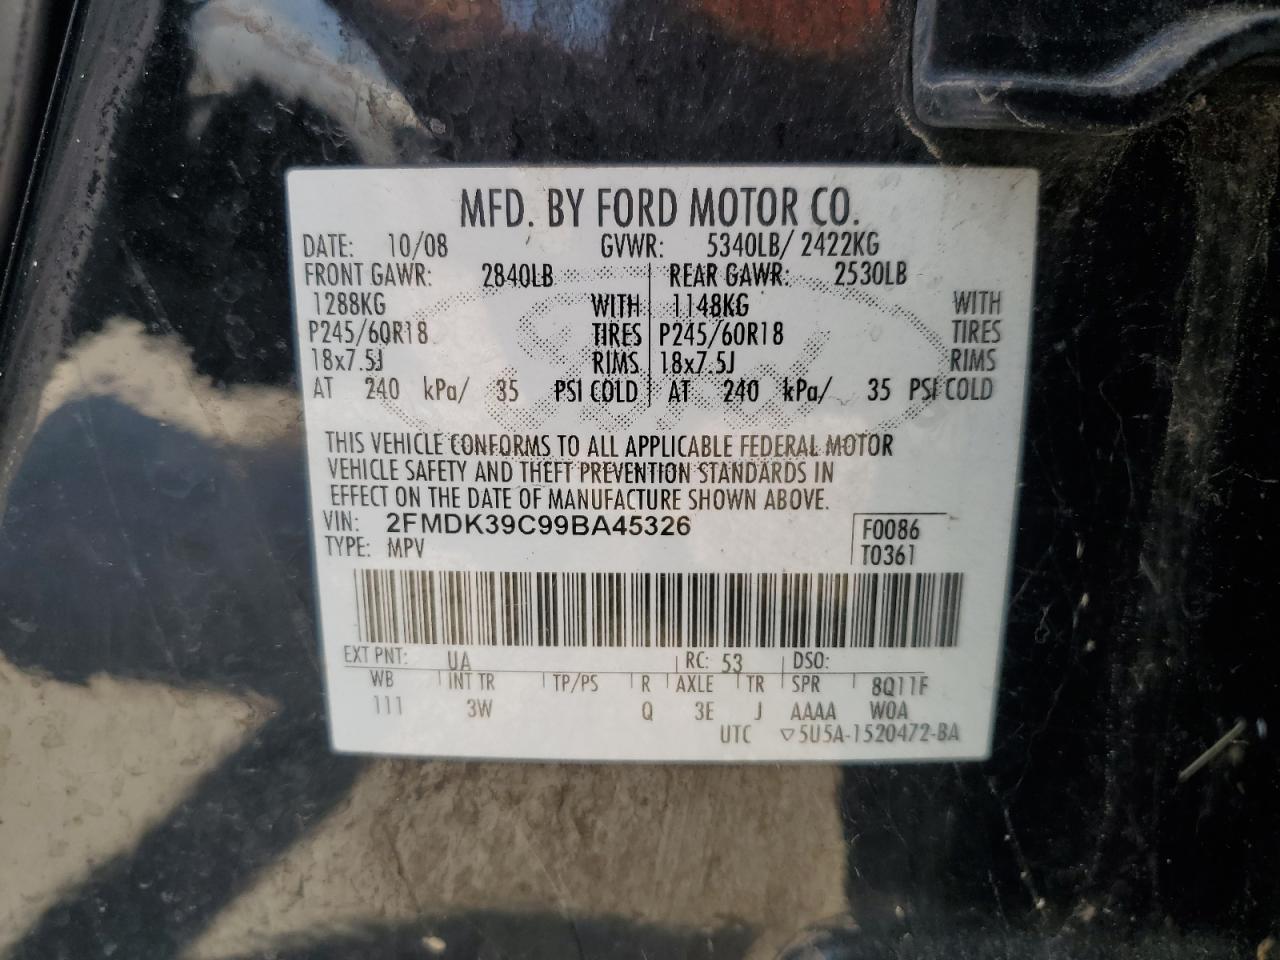 MFD. BY FORD MOTOR CO.
DATE: 10/08 GVWR: 5340LB/ 2422KG
FRONT GAWR: 2840LB REAR GAWR: 2530LB
1288KG WITH 1148KG WITH
P245/60R18 TIRES P245/60R18 TIRES
18x7.5J RIMS 18x7.5J RIMS
AT 240 kPa/ 35 PSI COLD AT 240 kPa/ 35 PSI COLD
THIS VEHICLE CONFORMS TO ALL APPLICABLE FEDERAL MOTOR
VEHICLE SAFETY AND THEFT PREVENTION STANDARDS IN
EFFECT ON THE DATE OF MANUFACTURE SHOWN ABOVE.
VIN: 2FMDK39C99BA45326 F0086
TYPE: MPV T0361
EXT PNT: UA RC: 53 DSO:
WB INT TR TP/PS R AXLE TR SPR 8Q11F
111 3W Q 3E J AAAA W0A
UTC ▽5U5A-1520472-BA